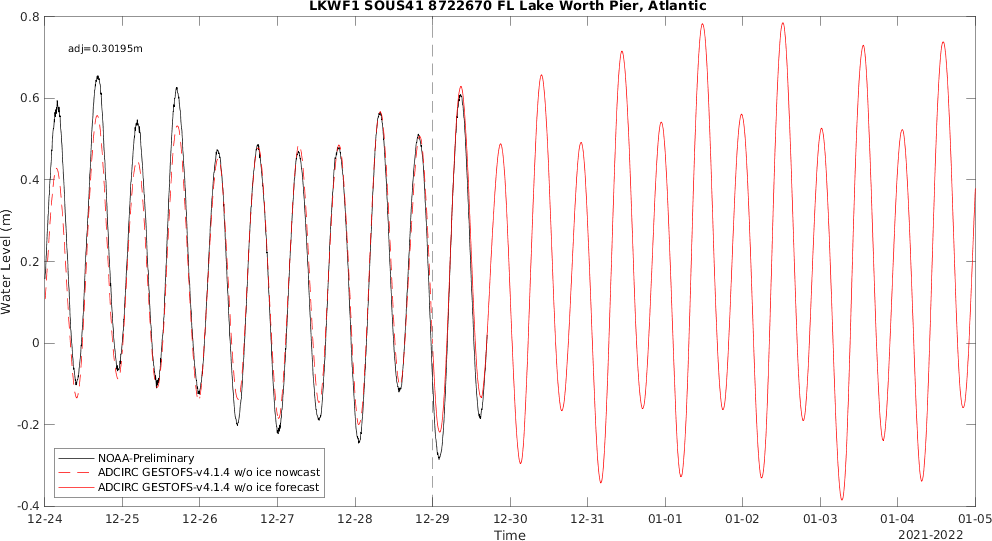 LKWF1 SOUS41 8722670 FL Lake Worth Pier, Atlantic
adj=0.30195m
0.8
0.6
0.4
0.2
0
-0.2
-0.4
Water Level (m)
NOAA-Preliminary
ADCIRC GESTOFS-v4.1.4 w/o ice nowcast
ADCIRC GESTOFS-v4.1.4 w/o ice forecast
12-24 12-25 12-26 12-27 12-28 12-29 12-30 12-31 01-01 01-02 01-03 01-04 01-05
Time
2021-2022